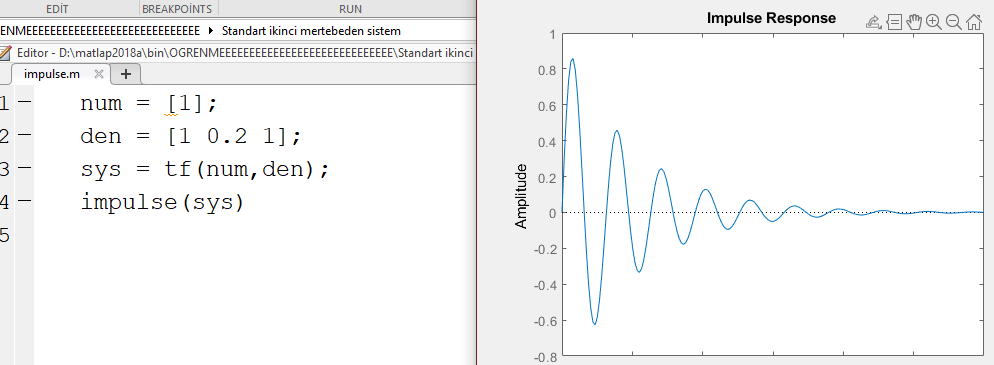 EDİT BREAKPOİNTS RUN
ENMEEEEEEEEEEEEEEEEEEEEEEEEEEEEE Standart ikinci mertebeden sistem
Editor - D:\matlap2018a\bin\OGRENMEEEEEEEEEEEEEEEEEEEEEEEEEEEEE\Standart ikinci
impulse.m
1 num = [1];
2 den = [1 0.2 1];
3 sys = tf(num,den);
4 impulse(sys)
5
Impulse Response
1
0.8
0.6
0.4
0.2
0
-0.2
-0.4
-0.6
-0.8
Amplitude